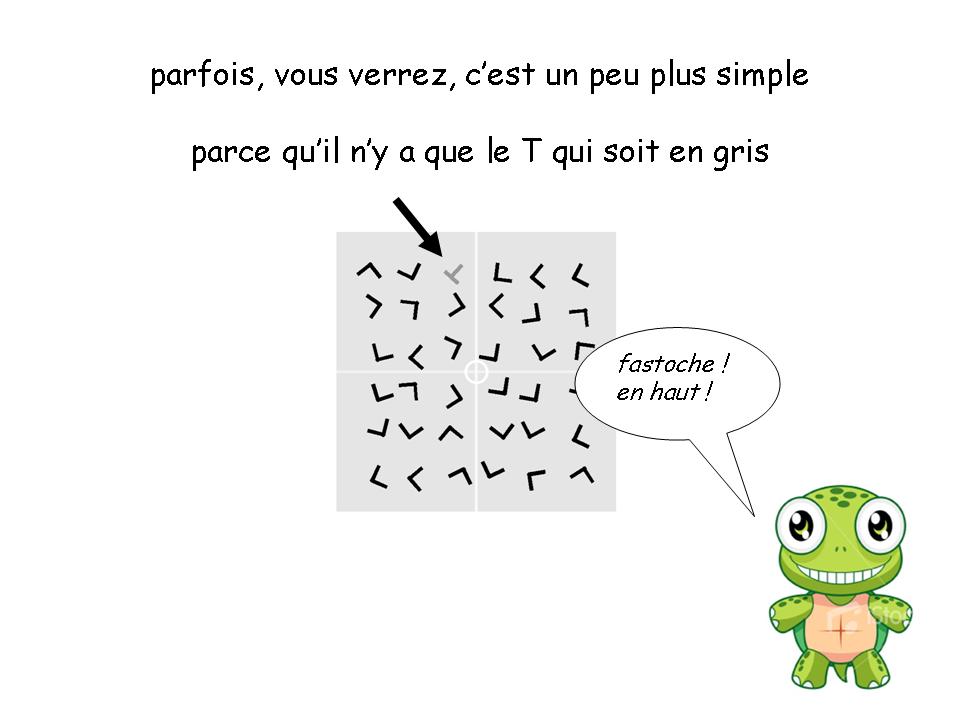 parfois, vous verrez, c'est un peu plus simple
parce qu'il n'y a que le T qui soit en gris
fastoche !
en haut !